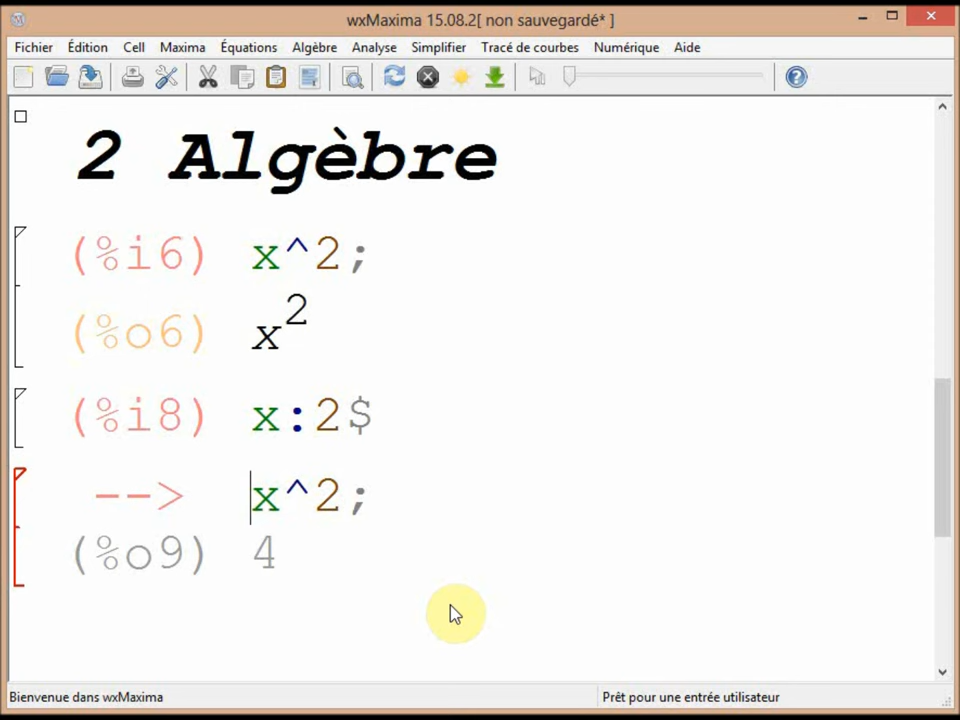 wxMaxima 15.08.2[ non sauvegardé* ]
Fichier Édition Cell Maxima Équations Algèbre Analyse Simplifier Tracé de courbes Numérique Aide
2 Algèbre
(%i6) x^2;
(%o6) x²
(%i8) x:2$
--> x^2;
(%o9) 4
Bienvenue dans wxMaxima Prêt pour une entrée utilisateur